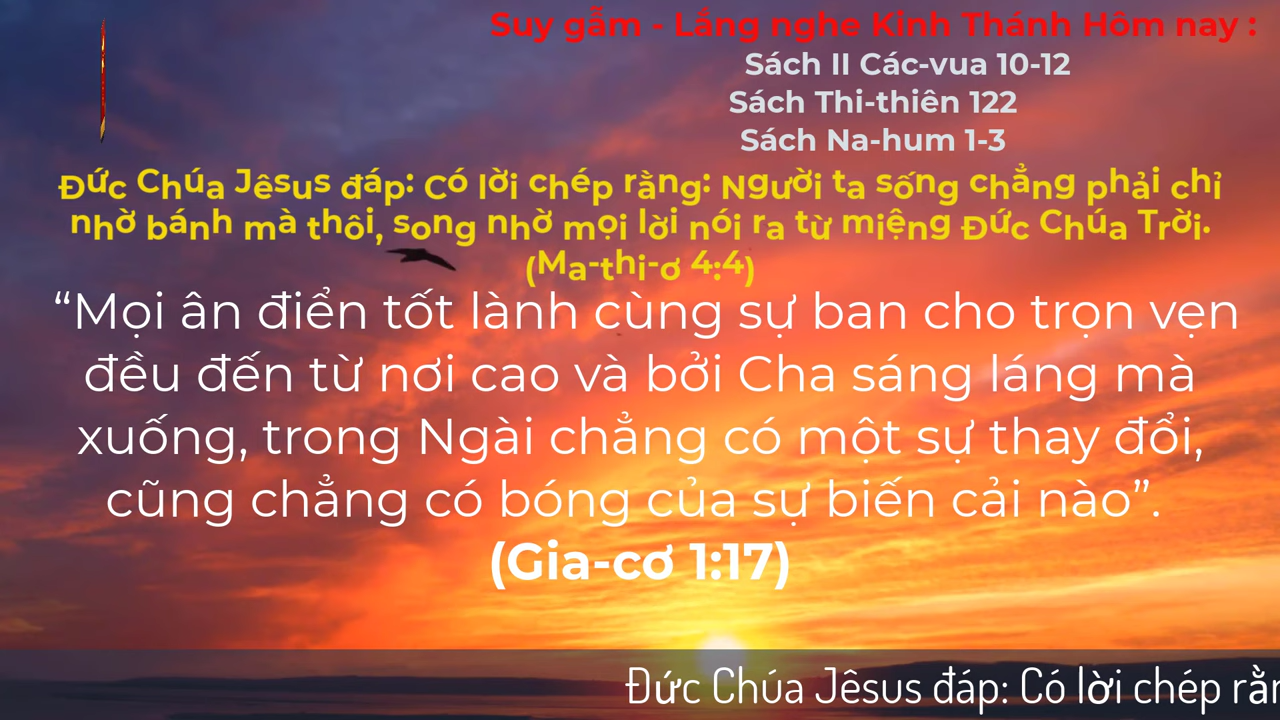 Suy gẫm - Lắng nghe Kinh Thánh Hôm nay :
Sách II Các-vua 10-12
Sách Thi-thiên 122
Sách Na-hum 1-3
Đức Chúa Jêsus đáp: Có lời chép rằng: Người ta sống chẳng phải chỉ
nhờ bánh mà thôi, song nhờ mọi lời nói ra từ miệng Đức Chúa Trời.
(Ma-thi-ơ 4:4)
“Mọi ân điển tốt lành cùng sự ban cho trọn vẹn
đều đến từ nơi cao và bởi Cha sáng láng mà
xuống, trong Ngài chẳng có một sự thay đổi,
cũng chẳng có bóng của sự biến cải nào”.
(Gia-cơ 1:17)
Đức Chúa Jêsus đáp: Có lời chép